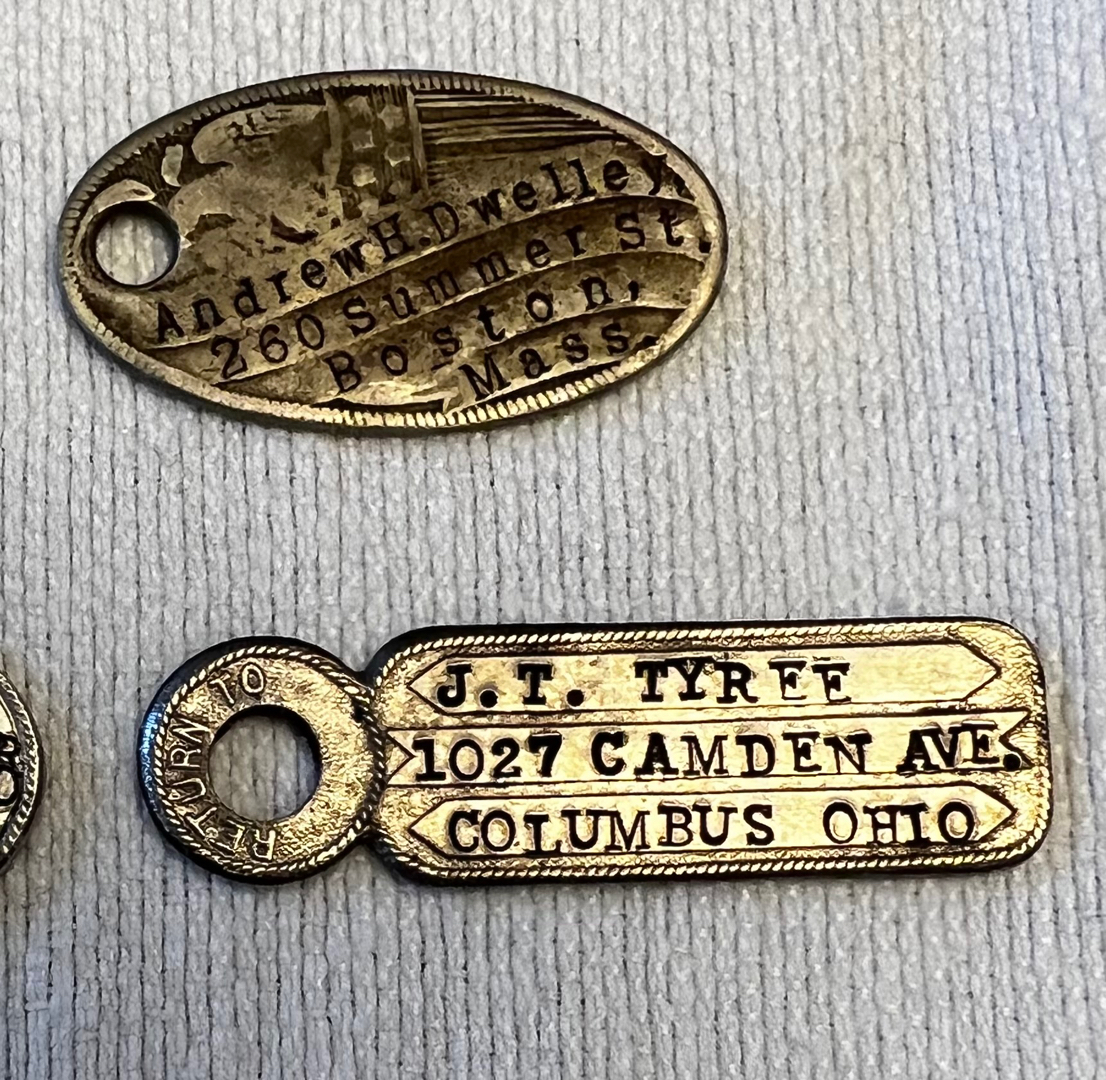 Andrew H. Dwelley.
260 Summer St.
Boston,
Mass.
RETURN TO
J. T. TYREE
1027 CAMDEN AVE.
COLUMBUS OHIO